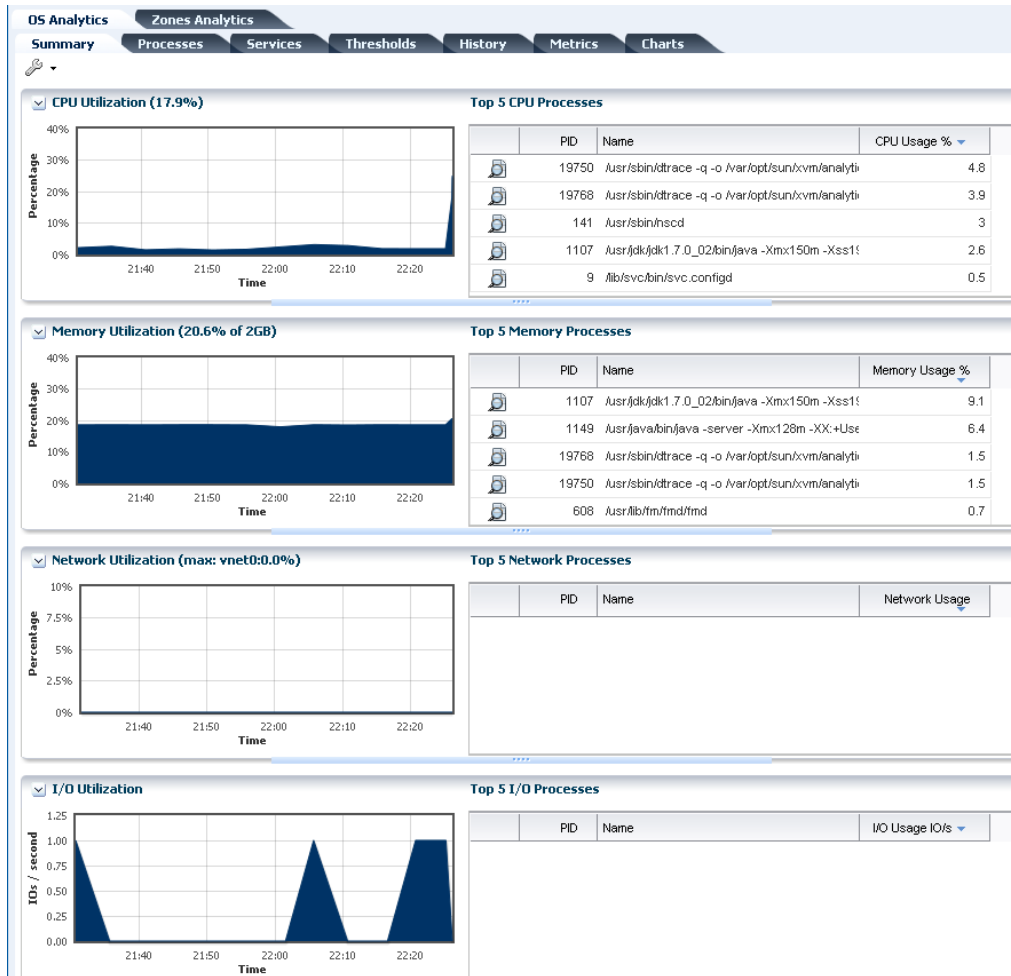 OS Analytics Zones Analytics
Summary Processes Services Thresholds History Metrics Charts
CPU Utilization (17.9%)
40%
30%
20%
10%
0%
Percentage
21:40 21:50 22:00 22:10 22:20
Time
Top 5 CPU Processes
PID Name CPU Usage %
19750 /usr/sbin/dtrace -q -o /var/opt/sun/xvm/analytic 4.8
19768 /usr/sbin/dtrace -q -o /var/opt/sun/xvm/analytic 3.9
141 /usr/sbin/nscd 3
1107 /usr/jdk/jdk1.7.0_02/bin/java -Xmx150m -Xss19 2.6
9 /lib/svc/bin/svc.configd 0.5
Memory Utilization (20.6% of 2GB)
40%
30%
20%
10%
0%
Percentage
21:40 21:50 22:00 22:10 22:20
Time
Top 5 Memory Processes
PID Name Memory Usage %
1107 /usr/jdk/jdk1.7.0_02/bin/java -Xmx150m -Xss19 9.1
1149 /usr/java/bin/java -server -Xmx128m -XX:+Use 6.4
19768 /usr/sbin/dtrace -q -o /var/opt/sun/xvm/analytic 1.5
19750 /usr/sbin/dtrace -q -o /var/opt/sun/xvm/analytic 1.5
608 /usr/lib/fm/fmd/fmd 0.7
Network Utilization (max: vnet0:0.0%)
10%
7.5%
5%
2.5%
0%
Percentage
21:40 21:50 22:00 22:10 22:20
Time
Top 5 Network Processes
PID Name Network Usage
I/O Utilization
1.25
1.00
0.75
0.50
0.25
0.00
IOs / second
21:40 21:50 22:00 22:10 22:20
Time
Top 5 I/O Processes
PID Name I/O Usage IO/s